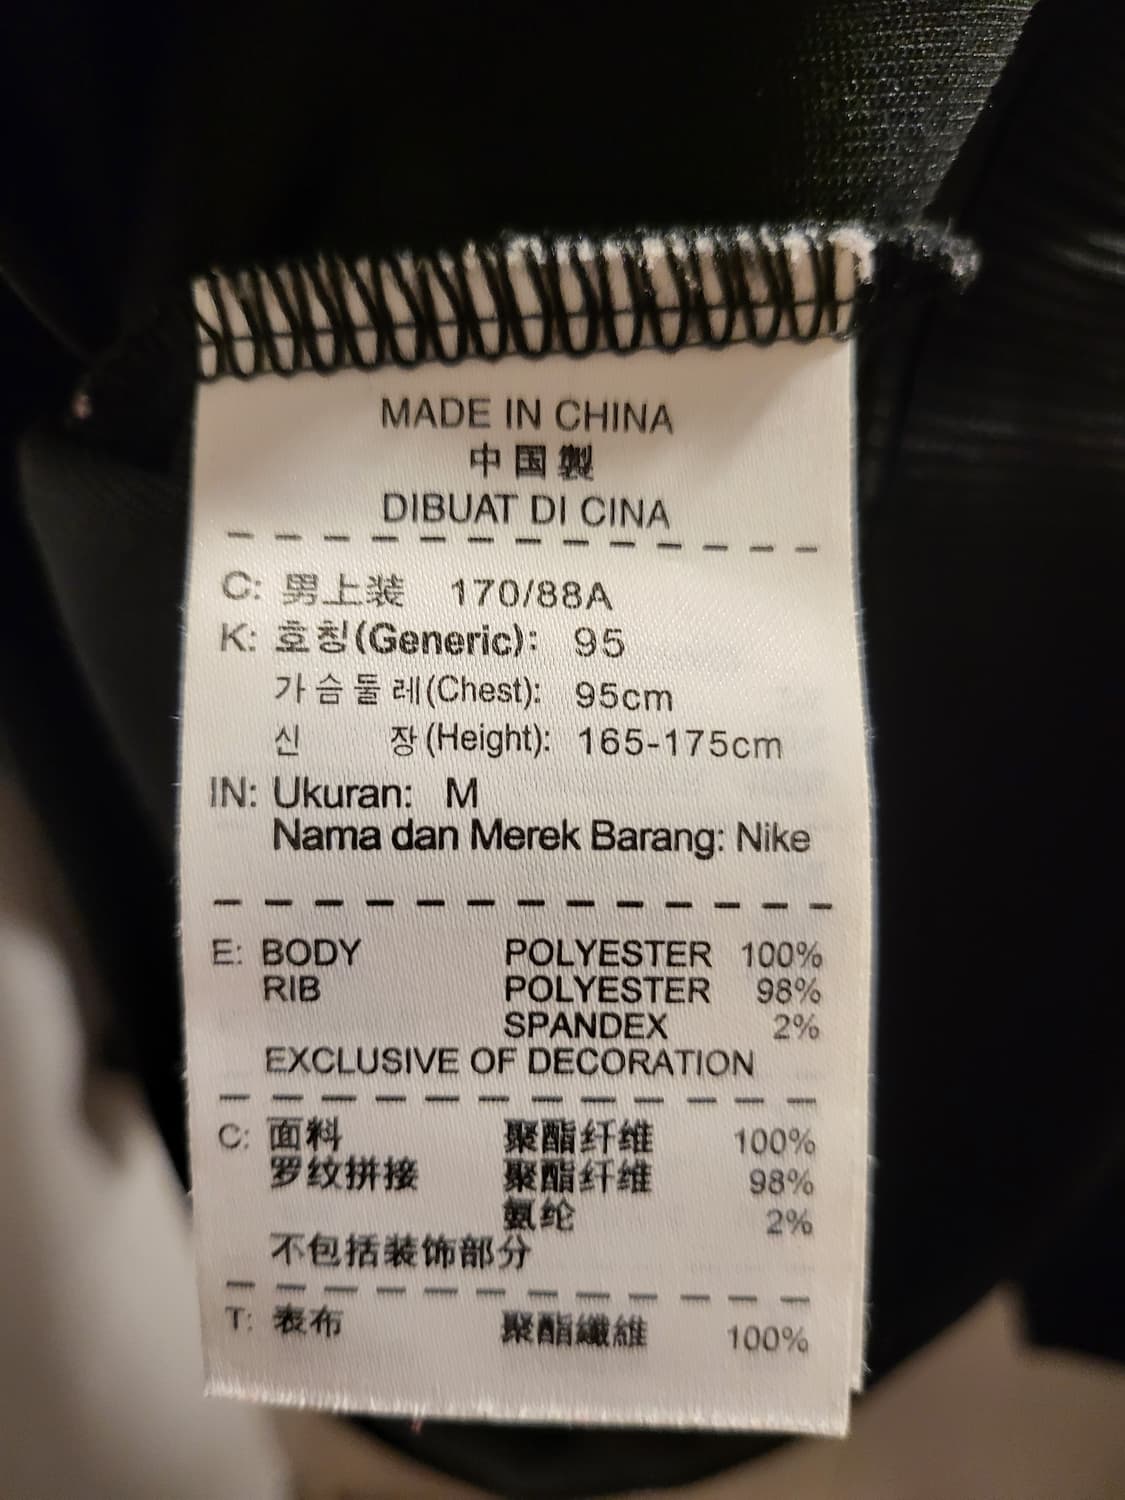 MADE IN CHINA
中国製
DIBUAT DI CINA
C: 男上装 170/88A
K: 호칭(Generic): 95
가슴둘레(Chest): 95cm
신 장(Height): 165-175cm
IN: Ukuran: M
Nama dan Merek Barang: Nike
E: BODY POLYESTER 100%
RIB POLYESTER 98%
SPANDEX 2%
EXCLUSIVE OF DECORATION
C: 面料 聚酯纤维 100%
罗纹拼接 聚酯纤维 98%
氨纶 2%
不包括装饰部分
T: 表布 聚酯纖維 100%